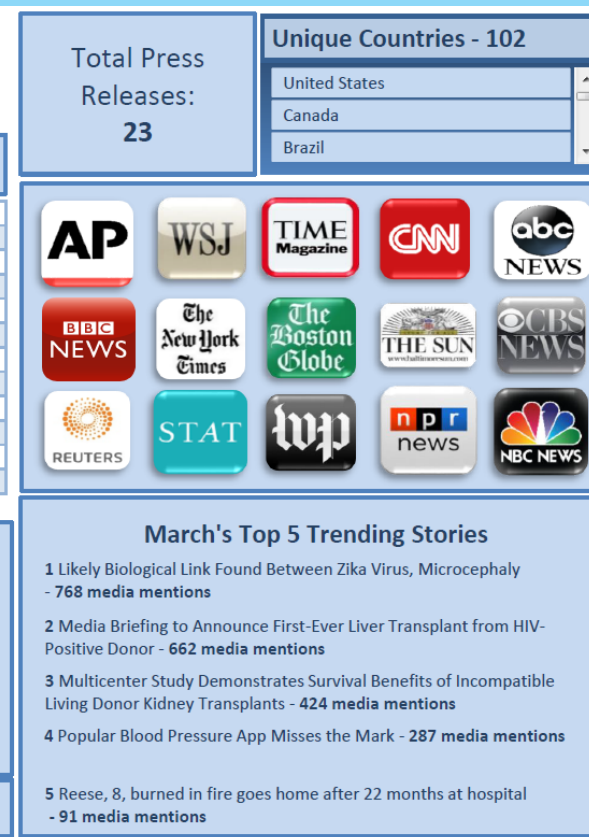 Total Press
Releases:
23
Unique Countries - 102
United States
Canada
Brazil
AP
WSJ
TIME
Magazine
CNN
abc
NEWS
BBC
NEWS
The
New York
Times
The
Boston
Globe
THE SUN
www.baltimoresun.com
CBS
NEWS
REUTERS
STAT
wp
npr
news
NBC NEWS
March's Top 5 Trending Stories
1 Likely Biological Link Found Between Zika Virus, Microcephaly
- 768 media mentions
2 Media Briefing to Announce First-Ever Liver Transplant from HIV-
Positive Donor - 662 media mentions
3 Multicenter Study Demonstrates Survival Benefits of Incompatible
Living Donor Kidney Transplants - 424 media mentions
4 Popular Blood Pressure App Misses the Mark - 287 media mentions
5 Reese, 8, burned in fire goes home after 22 months at hospital
- 91 media mentions